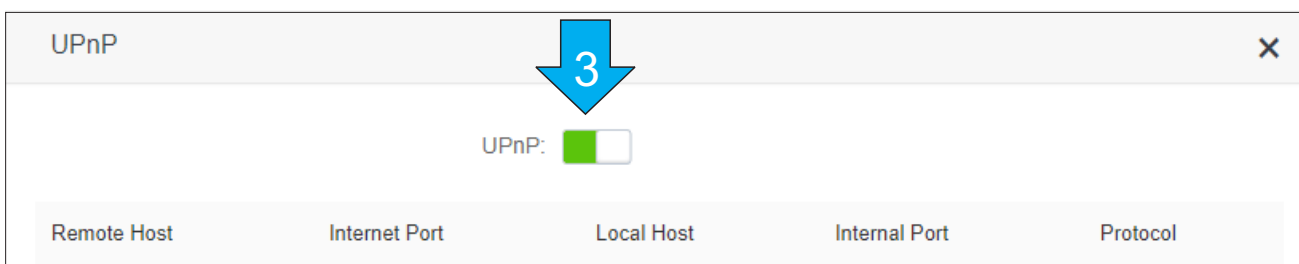 UPnP
3
UPnP:
Remote Host Internet Port Local Host Internal Port Protocol